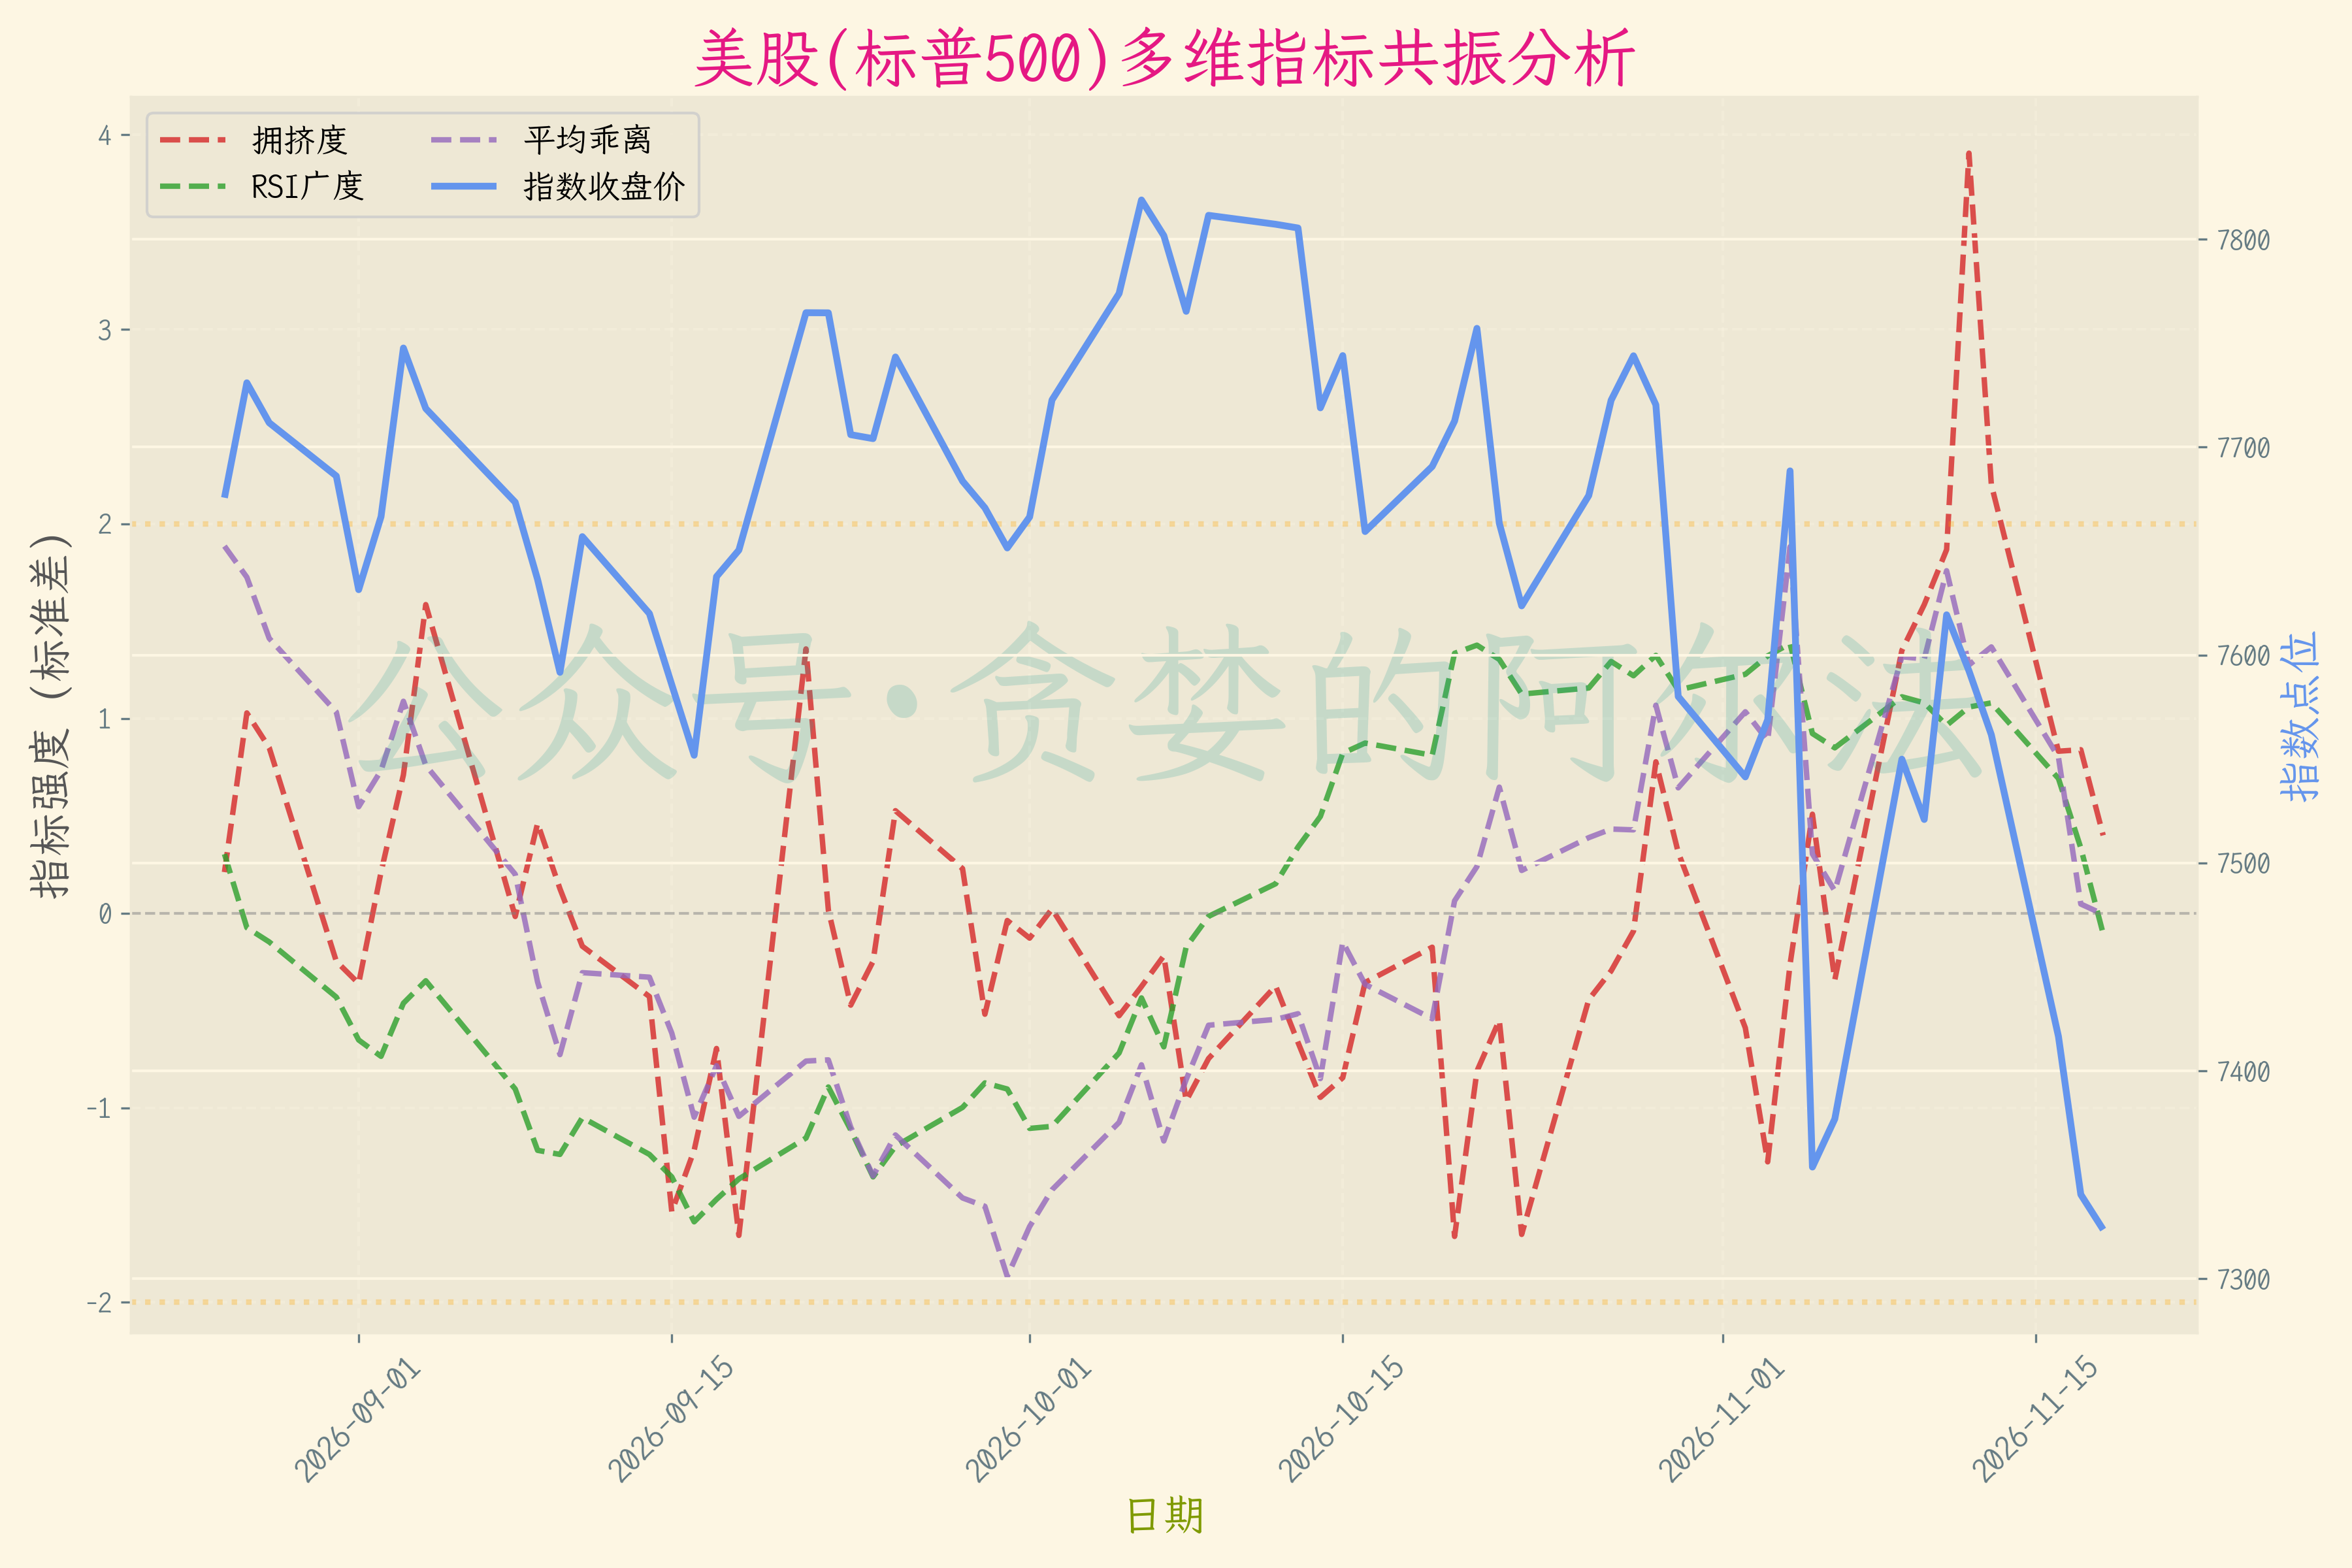 美股(标普500)多维指标共振分析
拥挤度
平均乖离
RSI广度
指数收盘价
4
3
2
1
0
-1
-2
指标强度 (标准差)
公众号·贪婪的阿尔法
7800
7700
7600
7500
7400
7300
指数点位
2026-09-01
2026-09-15
2026-10-01
2026-10-15
2026-11-01
2026-11-15
日期